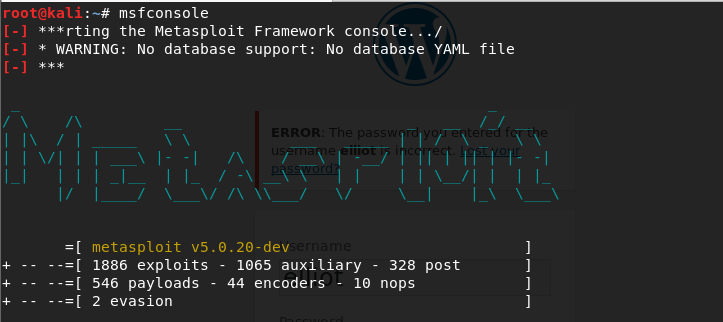 root@kali:~# msfconsole
[-] ***rting the Metasploit Framework console.../
[-] * WARNING: No database support: No database YAML file
[-] ***
METASPLOIT
ERROR: The password you entered for the
username elliot is incorrect. Lost your
password?
=[ metasploit v5.0.20-dev ]
+ -- --=[ 1886 exploits - 1065 auxiliary - 328 post ]
+ -- --=[ 546 payloads - 44 encoders - 10 nops ]
+ -- --=[ 2 evasion ]
Username
elliot
Password